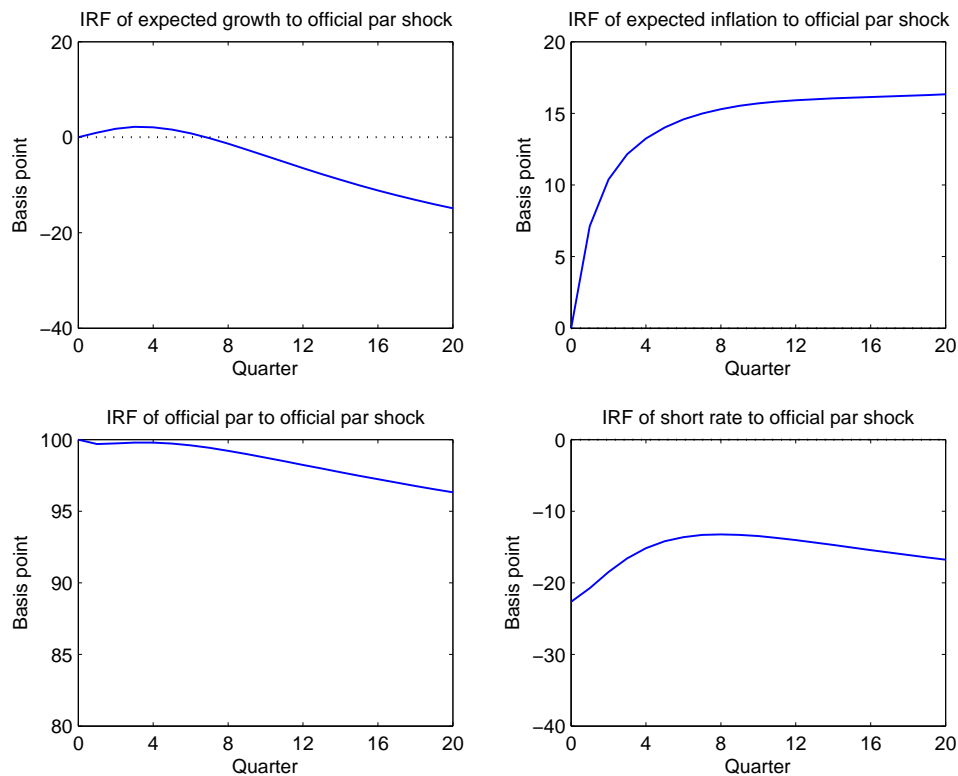 IRF of expected growth to official par shock
20
0
−20
−40
Basis point
0 4 8 12 16 20
Quarter
IRF of expected inflation to official par shock
20
15
10
5
0
Basis point
0 4 8 12 16 20
Quarter
IRF of official par to official par shock
100
95
90
85
80
Basis point
0 4 8 12 16 20
Quarter
IRF of short rate to official par shock
0
−10
−20
−30
−40
Basis point
0 4 8 12 16 20
Quarter